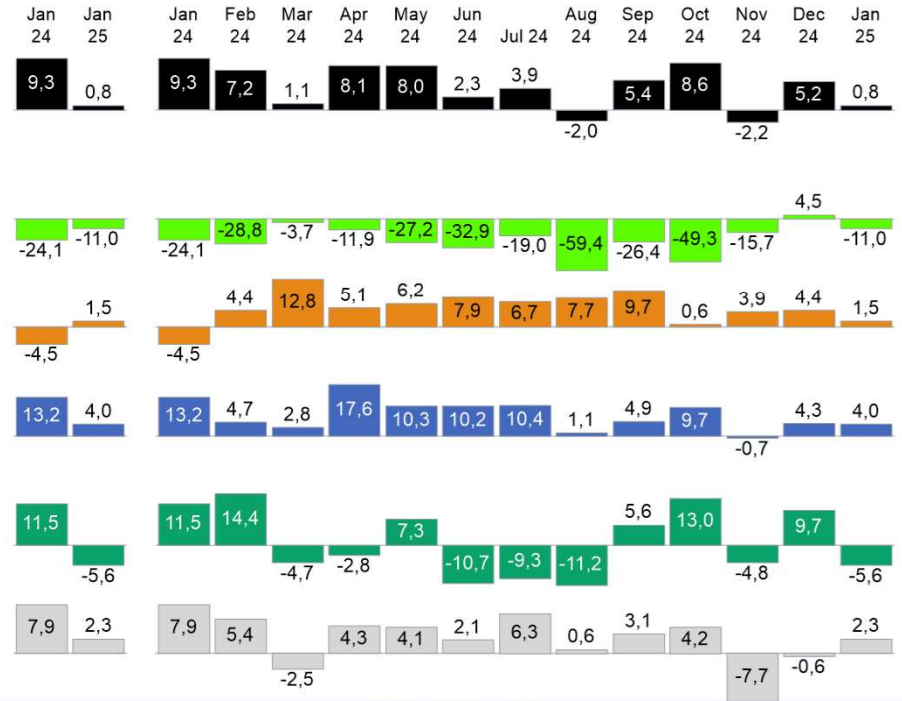 Jan Jan Jan Feb Mar Apr May Jun Aug Sep Oct Nov Dec Jan
24 25 24 24 24 24 24 24 Jul 24 24 24 24 24 24 25
9,3 0,8 9,3 7,2 1,1 8,1 8,0 2,3 3,9 -2,0 5,4 8,6 -2,2 5,2 0,8
-24,1 -11,0 -24,1 -28,8 -3,7 -11,9 -27,2 -32,9 -19,0 -59,4 -26,4 -49,3 -15,7 4,5 -11,0
-4,5 1,5 -4,5 4,4 12,8 5,1 6,2 7,9 6,7 7,7 9,7 0,6 3,9 4,4 1,5
13,2 4,0 13,2 4,7 2,8 17,6 10,3 10,2 10,4 1,1 4,9 9,7 -0,7 4,3 4,0
11,5 -5,6 11,5 14,4 -4,7 -2,8 7,3 -10,7 -9,3 -11,2 5,6 13,0 -4,8 9,7 -5,6
7,9 2,3 7,9 5,4 -2,5 4,3 4,1 2,1 6,3 0,6 3,1 4,2 -7,7 -0,6 2,3